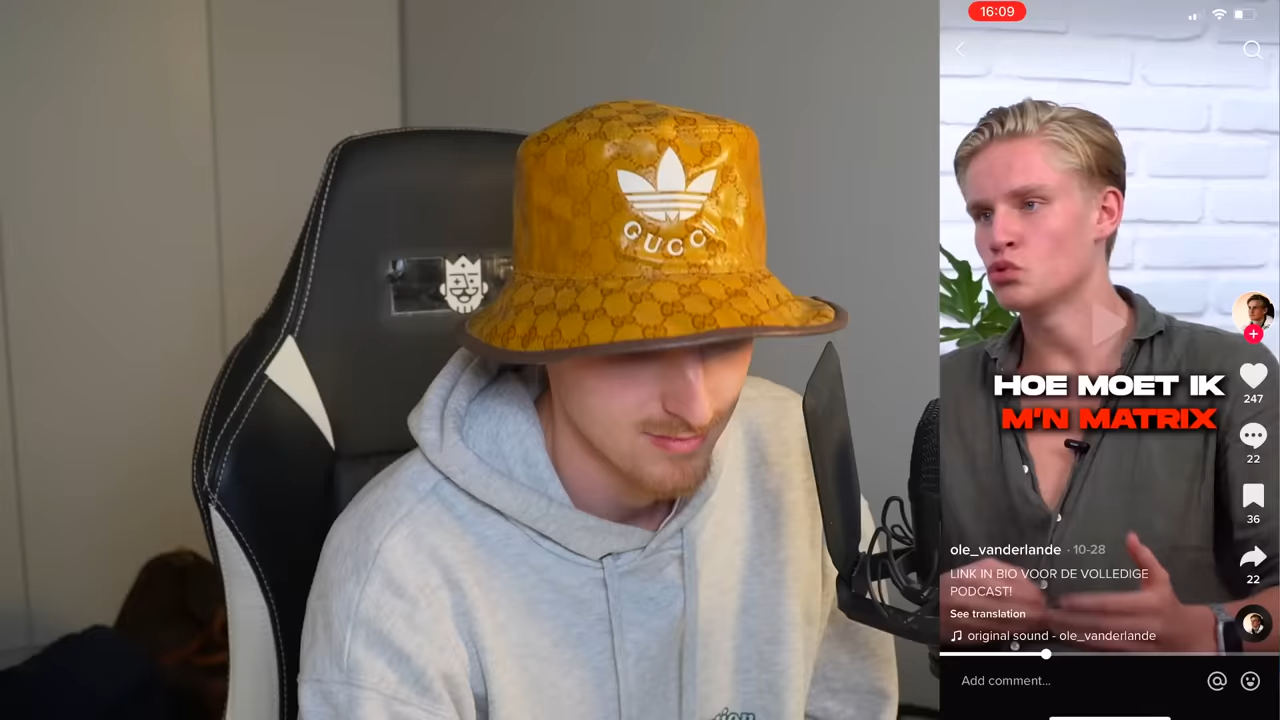 GUCCI
16:09
HOE MOET IK
M'N MATRIX
247
22
36
22
ole_vanderlande · 10-28
LINK IN BIO VOOR DE VOLLEDIGE
PODCAST!
See translation
original sound - ole_vanderlande
Add comment...